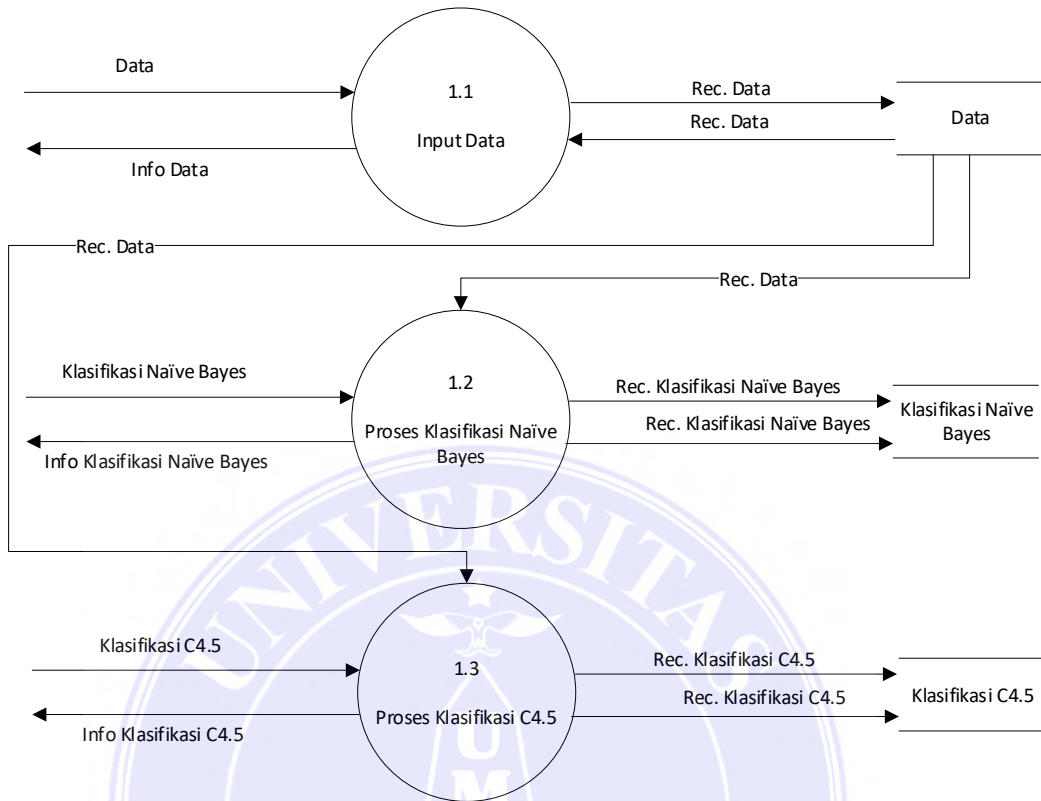 Data
1.1
Input Data
Info Data
Rec. Data
Rec. Data
Data
Rec. Data
Rec. Data
Klasifikasi Naïve Bayes
1.2
Proses Klasifikasi Naïve
Bayes
Info Klasifikasi Naïve Bayes
Rec. Klasifikasi Naïve Bayes
Rec. Klasifikasi Naïve Bayes
Klasifikasi Naïve
Bayes
UNIVERSITAS
Klasifikasi C4.5
1.3
Proses Klasifikasi C4.5
Info Klasifikasi C4.5
Rec. Klasifikasi C4.5
Rec. Klasifikasi C4.5
Klasifikasi C4.5
U
M